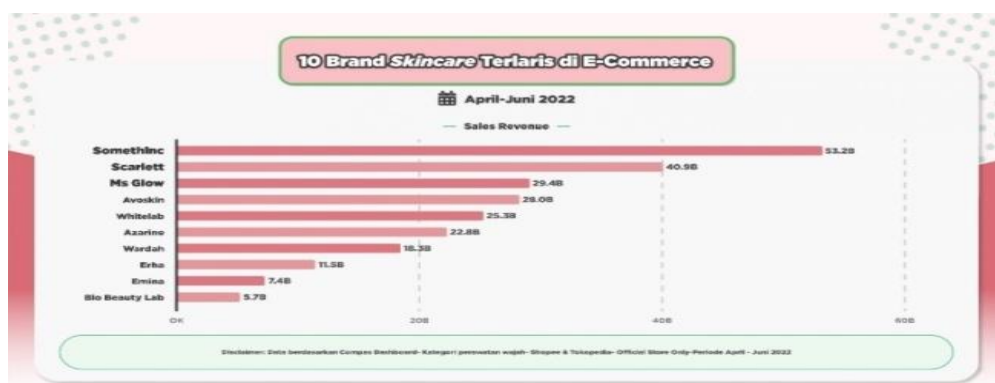 10 Brand Skincare Terlaris di E-Commerce
April-Juni 2022
Sales Revenue
Somethinc 53.2B
Scarlett 40.9B
Ms Glow 29.4B
Avoskin 28.0B
Whitelab 25.3B
Azarine 22.8B
Wardah 18.3B
Erha 11.5B
Emina 7.4B
Bio Beauty Lab 5.7B
0K 20B 40B 60B
Disclaimer: Data berdasarkan Compas Dashboard- Kategori perawatan wajah- Shopee & Tokopedia- Official Store Only-Periode April - Juni 2022